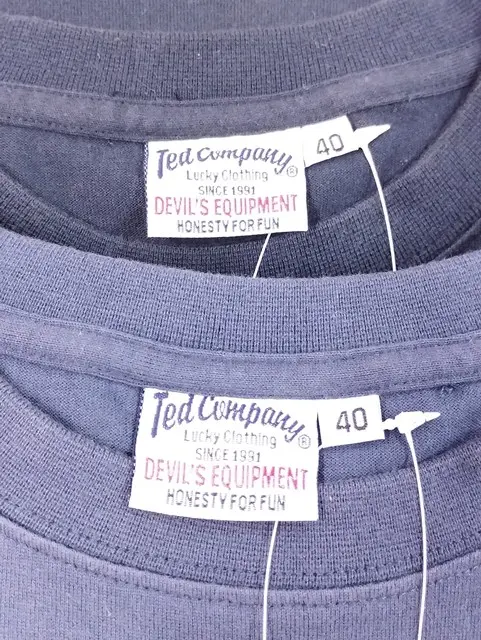 Ted Company®
40
Lucky Clothing
SINCE 1991
DEVIL'S EQUIPMENT
HONESTY FOR FUN
Ted Company®
40
Lucky Clothing
SINCE 1991
DEVIL'S EQUIPMENT
HONESTY FOR FUN